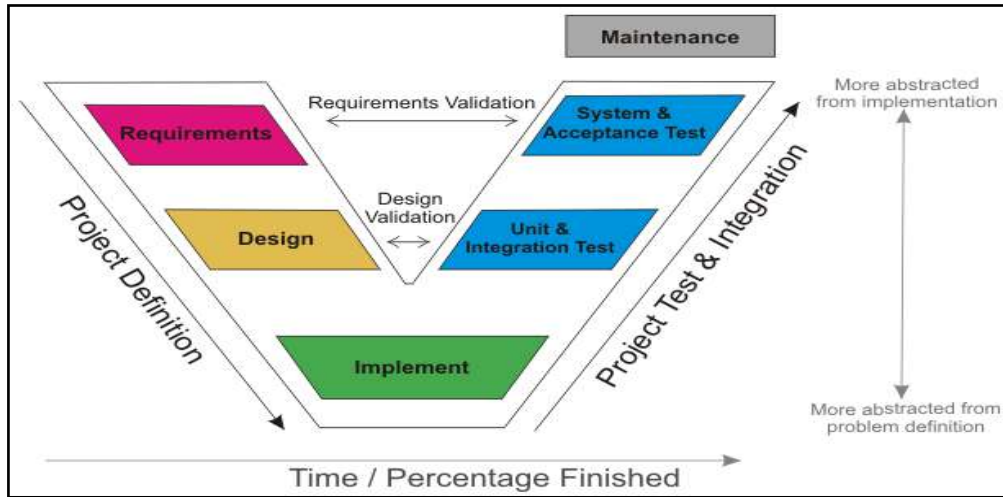 Maintenance
Requirements
Requirements Validation
System &
Acceptance Test
More abstracted
from implementation
Design
Design
Validation
Unit &
Integration Test
Project Definition
Project Test & Integration
Implement
More abstracted from
problem definition
Time / Percentage Finished